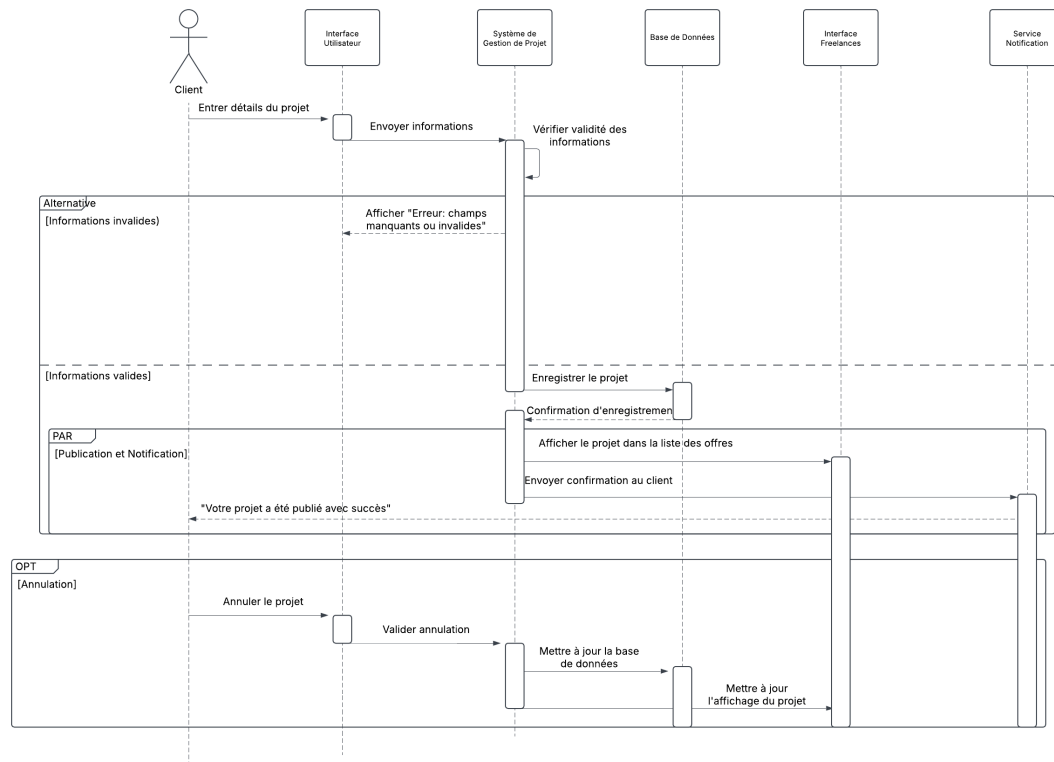 Interface
Utilisateur
Système de
Gestion de Projet
Base de Données
Interface
Freelances
Service
Notification
Client
Entrer détails du projet
Envoyer informations
Vérifier validité des
informations
Alternative
[Informations invalides)
Afficher "Erreur: champs
manquants ou invalides"
[Informations valides]
Enregistrer le projet
Confirmation d'enregistremen
PAR
[Publication et Notification]
Afficher le projet dans la liste des offres
Envoyer confirmation au client
"Votre projet a été publié avec succès"
OPT
[Annulation]
Annuler le projet
Valider annulation
Mettre à jour la base
de données
Mettre à jour
l'affichage du projet